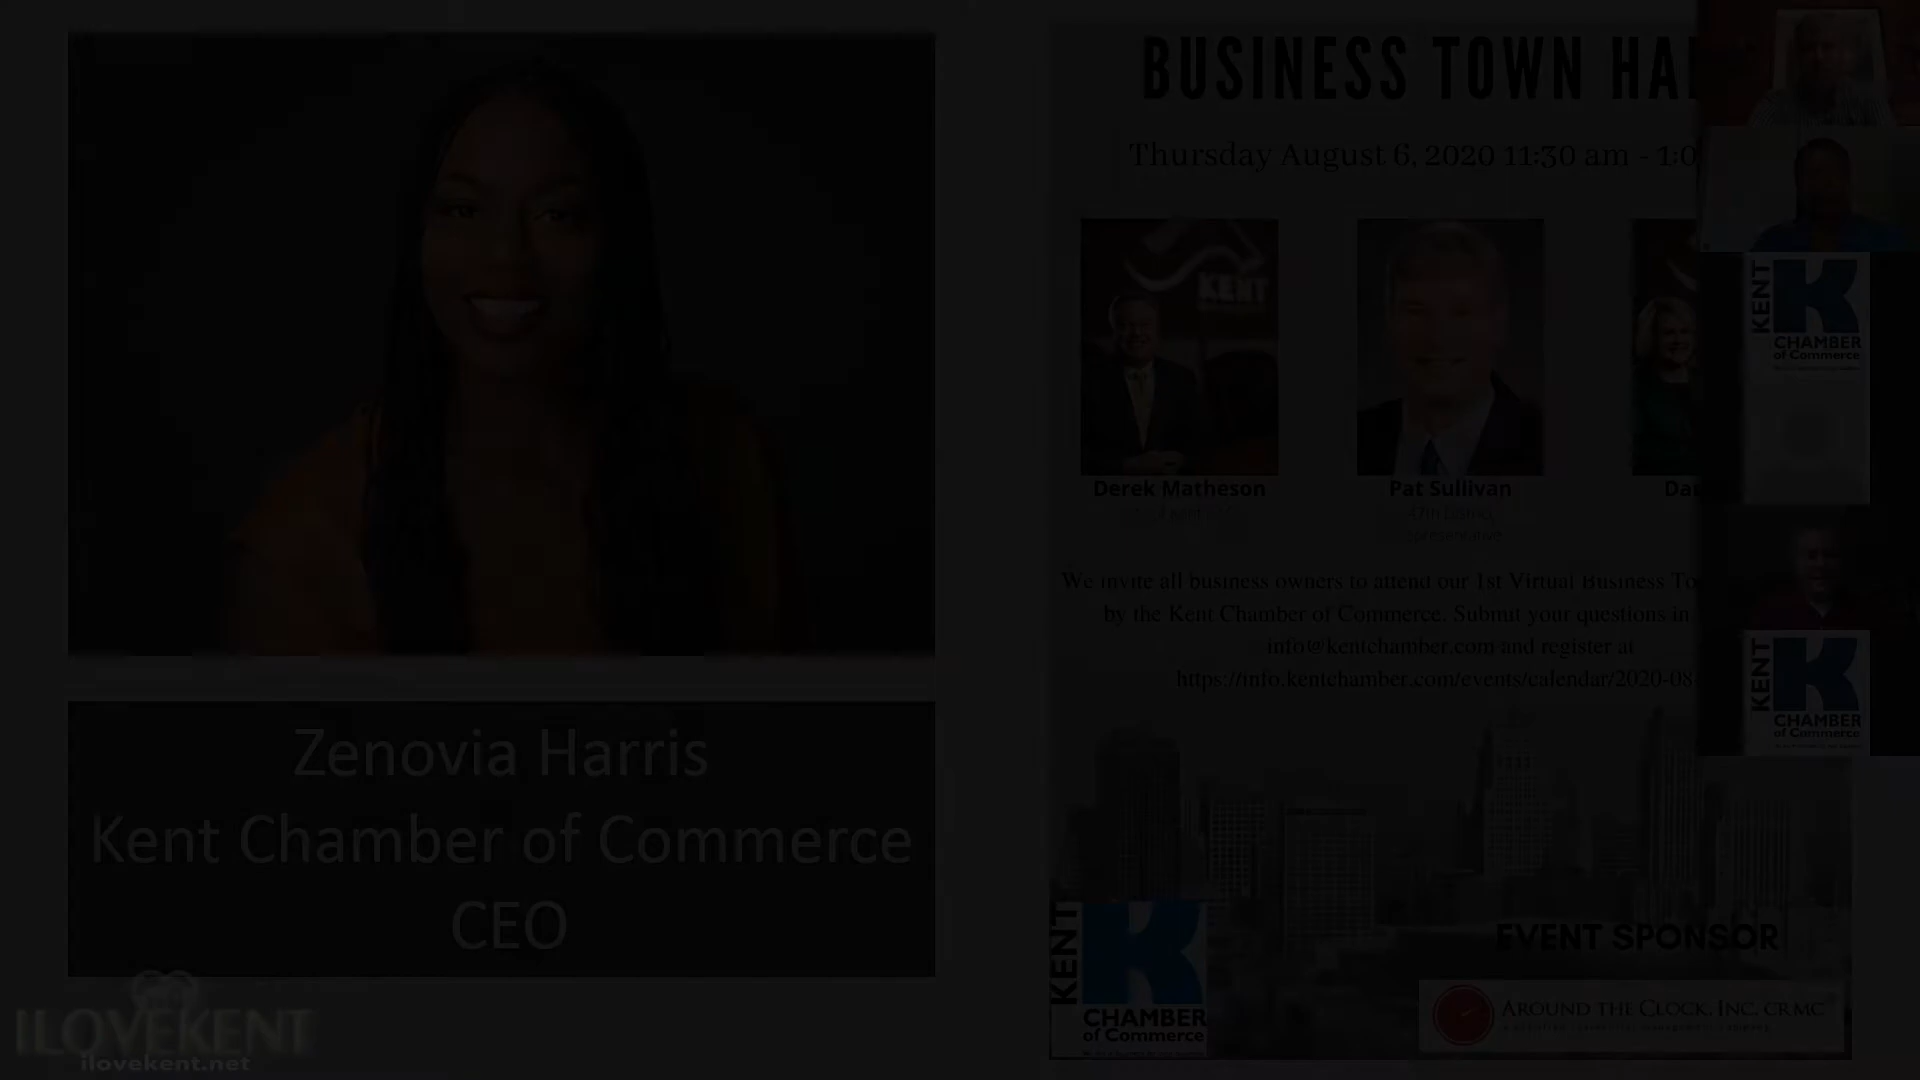 BUSINESS TOWN HA
Thursday August 6, 2020 11:30 am - 1:0
KENT
Derek Matheson
Pat Sullivan
Da
We invite all business owners to attend our 1st Virtual Business To
by the Kent Chamber of Commerce. Submit your questions in
info@kentchamber.com and register at
https://info.kentchamber.com/events/calendar/2020-08
Zenovia Harris
Kent Chamber of Commerce
CEO
EVENT SPONSOR
AROUND THE CLOCK, INC. CRMC
KENT
CHAMBER
of Commerce
ILOVEKENT
ilovekent.net
KENT
CHAMBER
of Commerce
KENT
CHAMBER
of Commerce